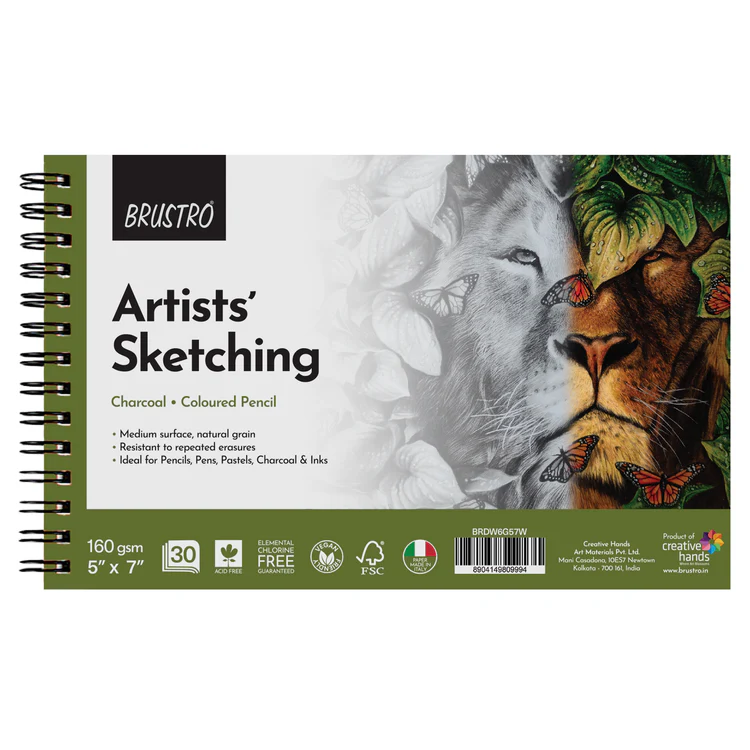 BRUSTRO®
Artists'
Sketching
Charcoal • Coloured Pencil
• Medium surface, natural grain
• Resistant to repeated erasures
• Ideal for Pencils, Pens, Pastels, Charcoal & Inks
160 gsm
5" x 7"
30
ACID FREE
ELEMENTAL
CHLORINE
FREE
GUARANTEED
VEGAN
FRIENDLY
FSC
PAPER
MADE IN
ITALY
BRDW6G57W
8904149809994
Creative Hands
Art Materials Pvt. Ltd.
Mani Casadona, 10ES7 Newtown
Kolkata - 700 161, India
Product of
creative
hands
www.brustro.in